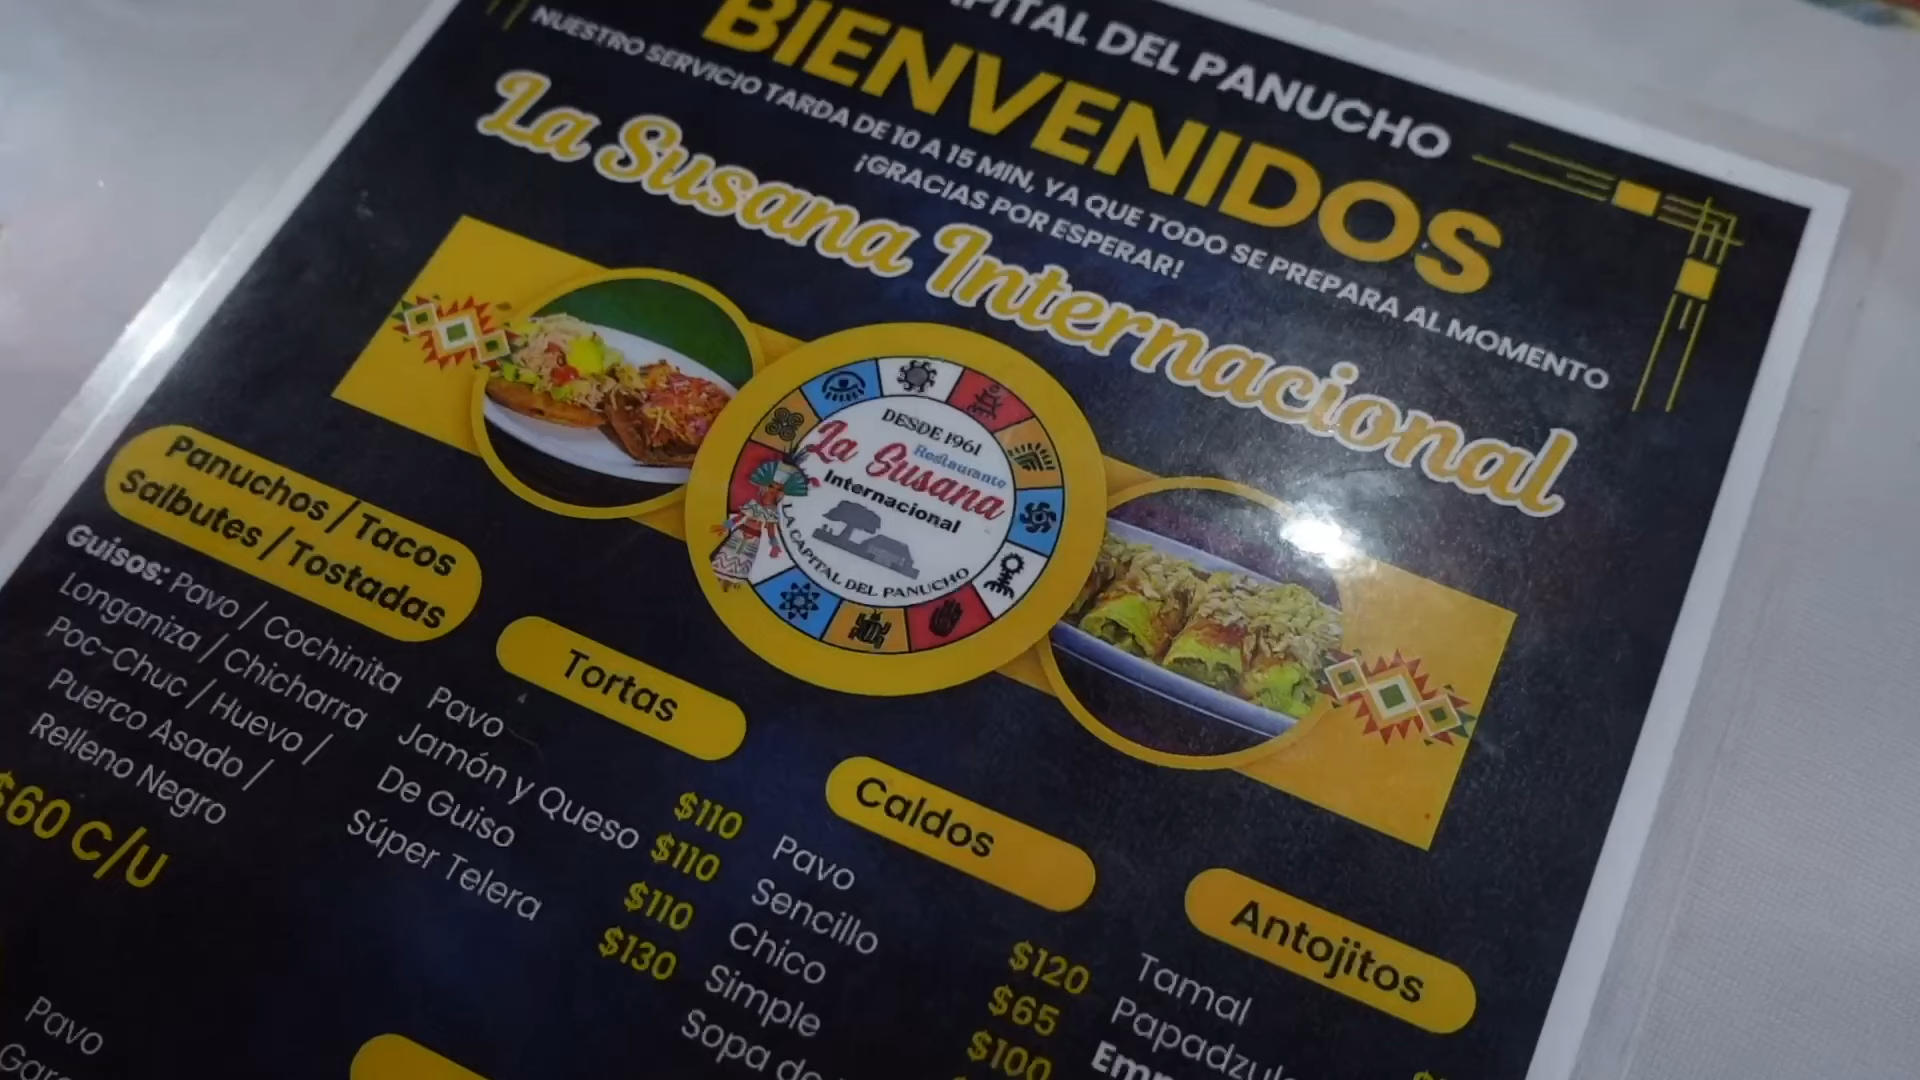 CAPITAL DEL PANUCHO
BIENVENIDOS
NUESTRO SERVICIO TARDA DE 10 A 15 MIN, YA QUE TODO SE PREPARA AL MOMENTO
¡GRACIAS POR ESPERAR!
La Susana Internacional
DESDE 1961
Restaurante
La Susana
Internacional
LA CAPITAL DEL PANUCHO
Panuchos / Tacos
Salbutes / Tostadas
Guisos: Pavo / Cochinita
Longaniza / Chicharra
Poc-Chuc / Huevo /
Puerco Asado /
Relleno Negro
$60 C/U
Tortas
Pavo $110
Jamón y Queso $110
De Guiso $110
Súper Telera $130
Caldos
Pavo $120
Sencillo $65
Chico $100
Simple
Sopa de
Antojitos
Tamal
Pavo